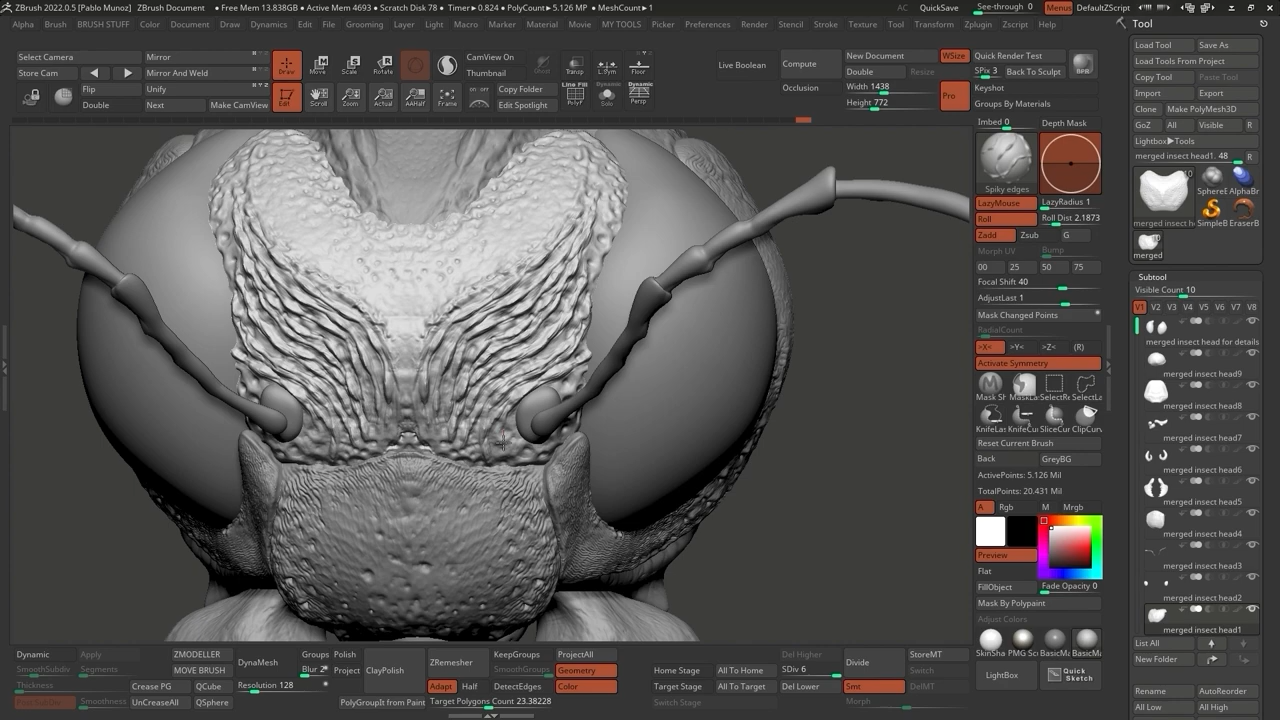 ZBrush 2022.0.5 [Pablo Munoz] ZBrush Document ● Free Mem 13.838GB ● Active Mem 4693 ● Scratch Disk 78 ● Timer▶0.824 ● PolyCount▶5.126 MP ● MeshCount▶1 AC QuickSave See-through 0 Menus DefaultZScript
Alpha Brush BRUSH STUFF Color Document Draw Dynamics Edit File Grooming Layer Light Macro Marker Material Movie MY TOOLS Picture Preferences Render Stencil Stroke Texture Tool Transform Zplugin Zscript Help
Select Camera Mirror
Store Cam Mirror And Weld
Flip Unify
Double Next Make CamView
Draw Move Scale Rotate
Edit Scroll Zoom Actual AAHalf Frame
CamView On
Thumbnail
Copy Folder
Edit Spotlight
Ghost Transp L.Sym Floor
Line Fill PolyF Dynamic Solo Dynamic Persp
Live Boolean
Compute
Occlusion
New Document WSize
Double Resize
Width 1438
Height 772
Pro
Quick Render Test
SPix 3 Back To Sculpt
BPR
Keyshot
Groups By Materials
Imbed 0 Depth Mask
Spiky edges
LazyMouse LazyRadius 1
Roll Roll Dist 2.1873
Zadd Zsub G
Morph UV Bump
00 25 50 75
Focal Shift 40
AdjustLast 1
Mask Changed Points
RadialCount
>X< >Y< >Z< (R)
Activate Symmetry
Mask Sh MaskLa SelectRe SelectLa
KnifeLas KnifeCu SliceCur ClipCurv
Reset Current Brush
Back GreyBG
ActivePoints: 5.126 Mil
TotalPoints: 20.431 Mil
A Rgb M Mrgb
Preview
Flat
FillObject Fade Opacity 0
Mask By Polypaint
Adjust Colors
SkinSha PMG Sc BasicMa BasicMa
LightBox Quick Sketch
Tool
Load Tool Save As
Load Tools From Project
Copy Tool Paste Tool
Import Export
Clone Make PolyMesh3D
GoZ All Visible R
Lightbox▶Tools
merged insect head1. 48 R
10
SphereB AlphaBr
merged insect h SimpleB EraserB
merged
Subtool
Visible Count 10
V1 V2 V3 V4 V5 V6 V7 V8
merged insect head for details
merged insect head9
merged insect head8
merged insect head7
merged insect head6
merged insect head5
merged insect head4
merged insect head3
merged insect head2
merged insect head1
List All
New Folder
Rename AutoReorder
All Low All High
Dynamic Apply
SmoothSubdiv Segments
Thickness
Smoothness
ZMODELLER
MOVE BRUSH
Crease PG QCube
UnCreaseAll QSphere
DynaMesh
Groups Polish
Blur 2 Project
Resolution 128
ClayPolish
PolyGroupIt from Paint
ZRemesher
Adapt Half
Target Polygons Count 23.38228
KeepGroups
SmoothGroups
DetectEdges
ProjectAll
Geometry
Color
Home Stage All To Home
Target Stage All To Target
Switch Stage
Del Higher
SDiv 6
Del Lower
Divide
Smt
Morph
StoreMT
Switch
DelMT